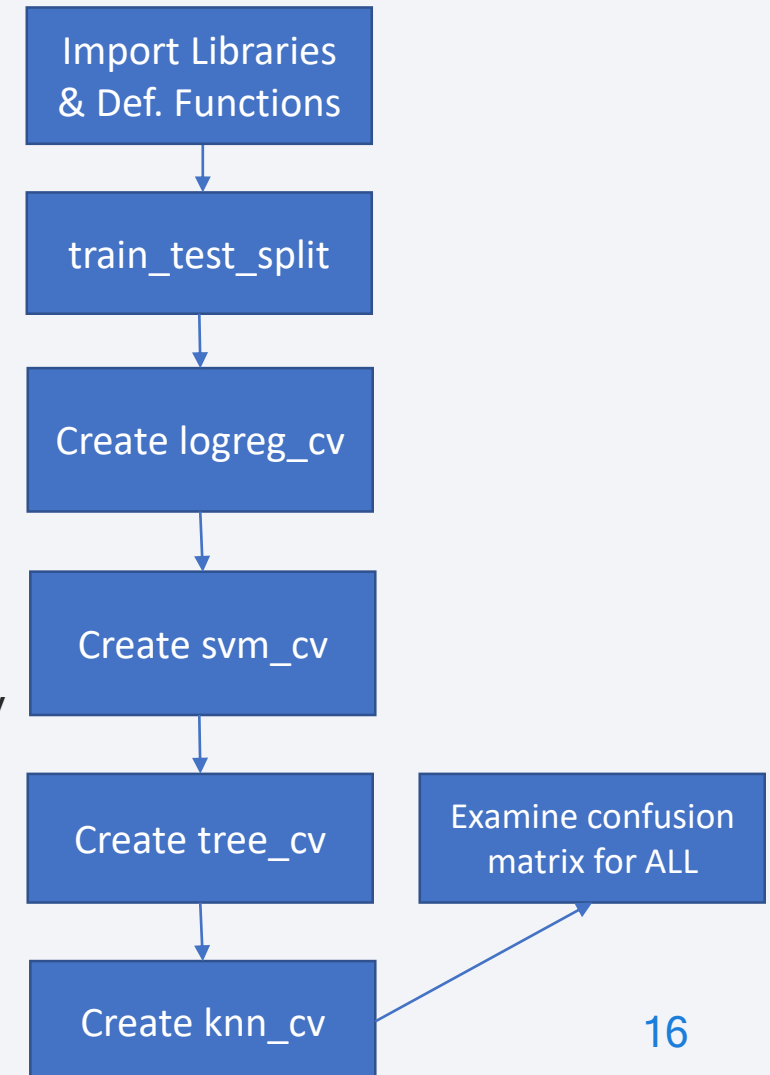 Import Libraries
& Def. Functions
train_test_split
Create logreg_cv
Create svm_cv
Create tree_cv
Create knn_cv
Examine confusion
matrix for ALL
16